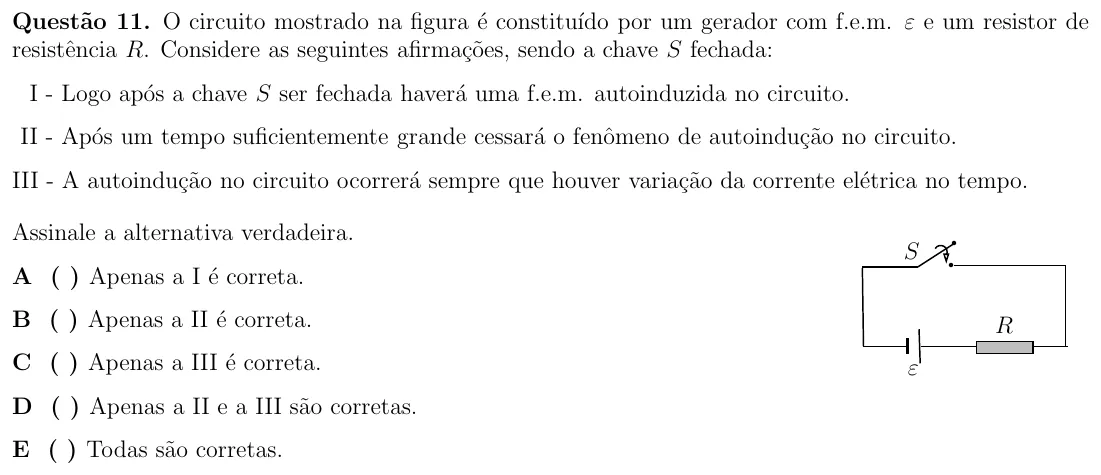 Questão 11. O circuito mostrado na figura é constituído por um gerador com f.e.m. ε e um resistor de
resistência R. Considere as seguintes afirmações, sendo a chave S fechada:
I - Logo após a chave S ser fechada haverá uma f.e.m. autoinduzida no circuito.
II - Após um tempo suficientemente grande cessará o fenômeno de autoindução no circuito.
III - A autoindução no circuito ocorrerá sempre que houver variação da corrente elétrica no tempo.
Assinale a alternativa verdadeira.
A ( ) Apenas a I é correta.
B ( ) Apenas a II é correta.
C ( ) Apenas a III é correta.
D ( ) Apenas a II e a III são corretas.
E ( ) Todas são corretas.
S
R
ε